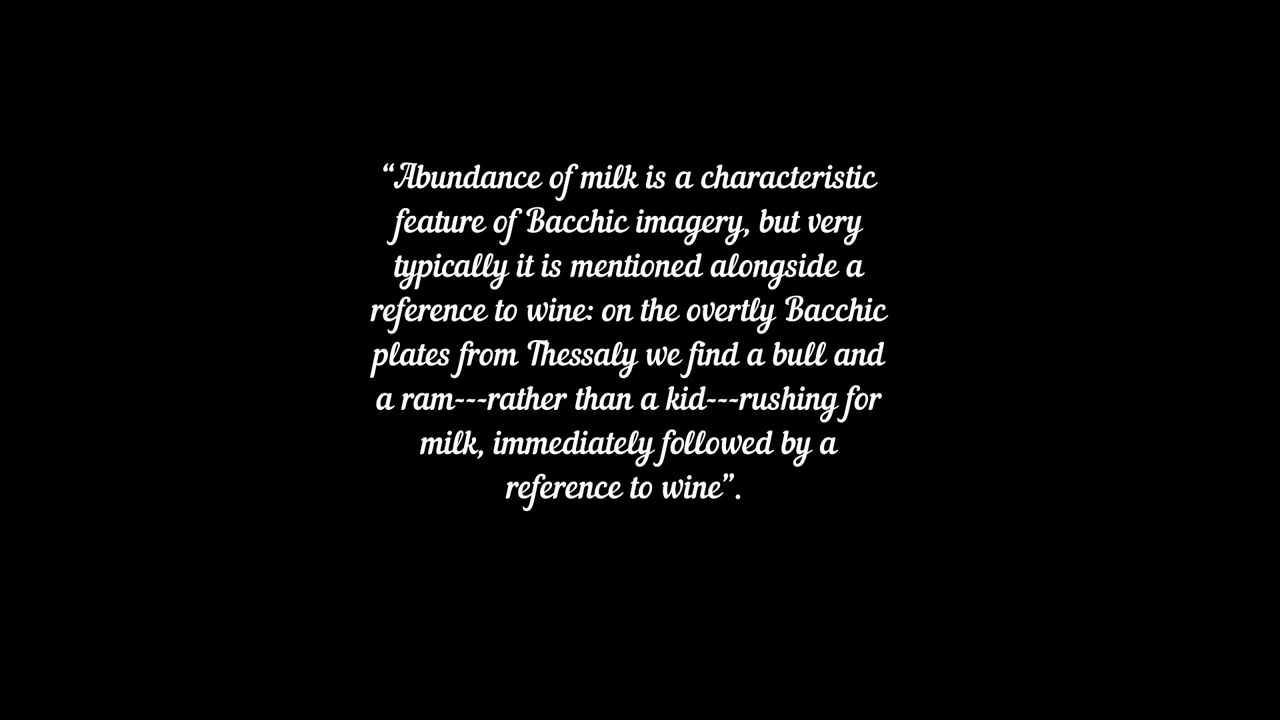 “Abundance of milk is a characteristic
feature of Bacchic imagery, but very
typically it is mentioned alongside a
reference to wine: on the overtly Bacchic
plates from Thessaly we find a bull and
a ram---rather than a kid---rushing for
milk, immediately followed by a
reference to wine”.